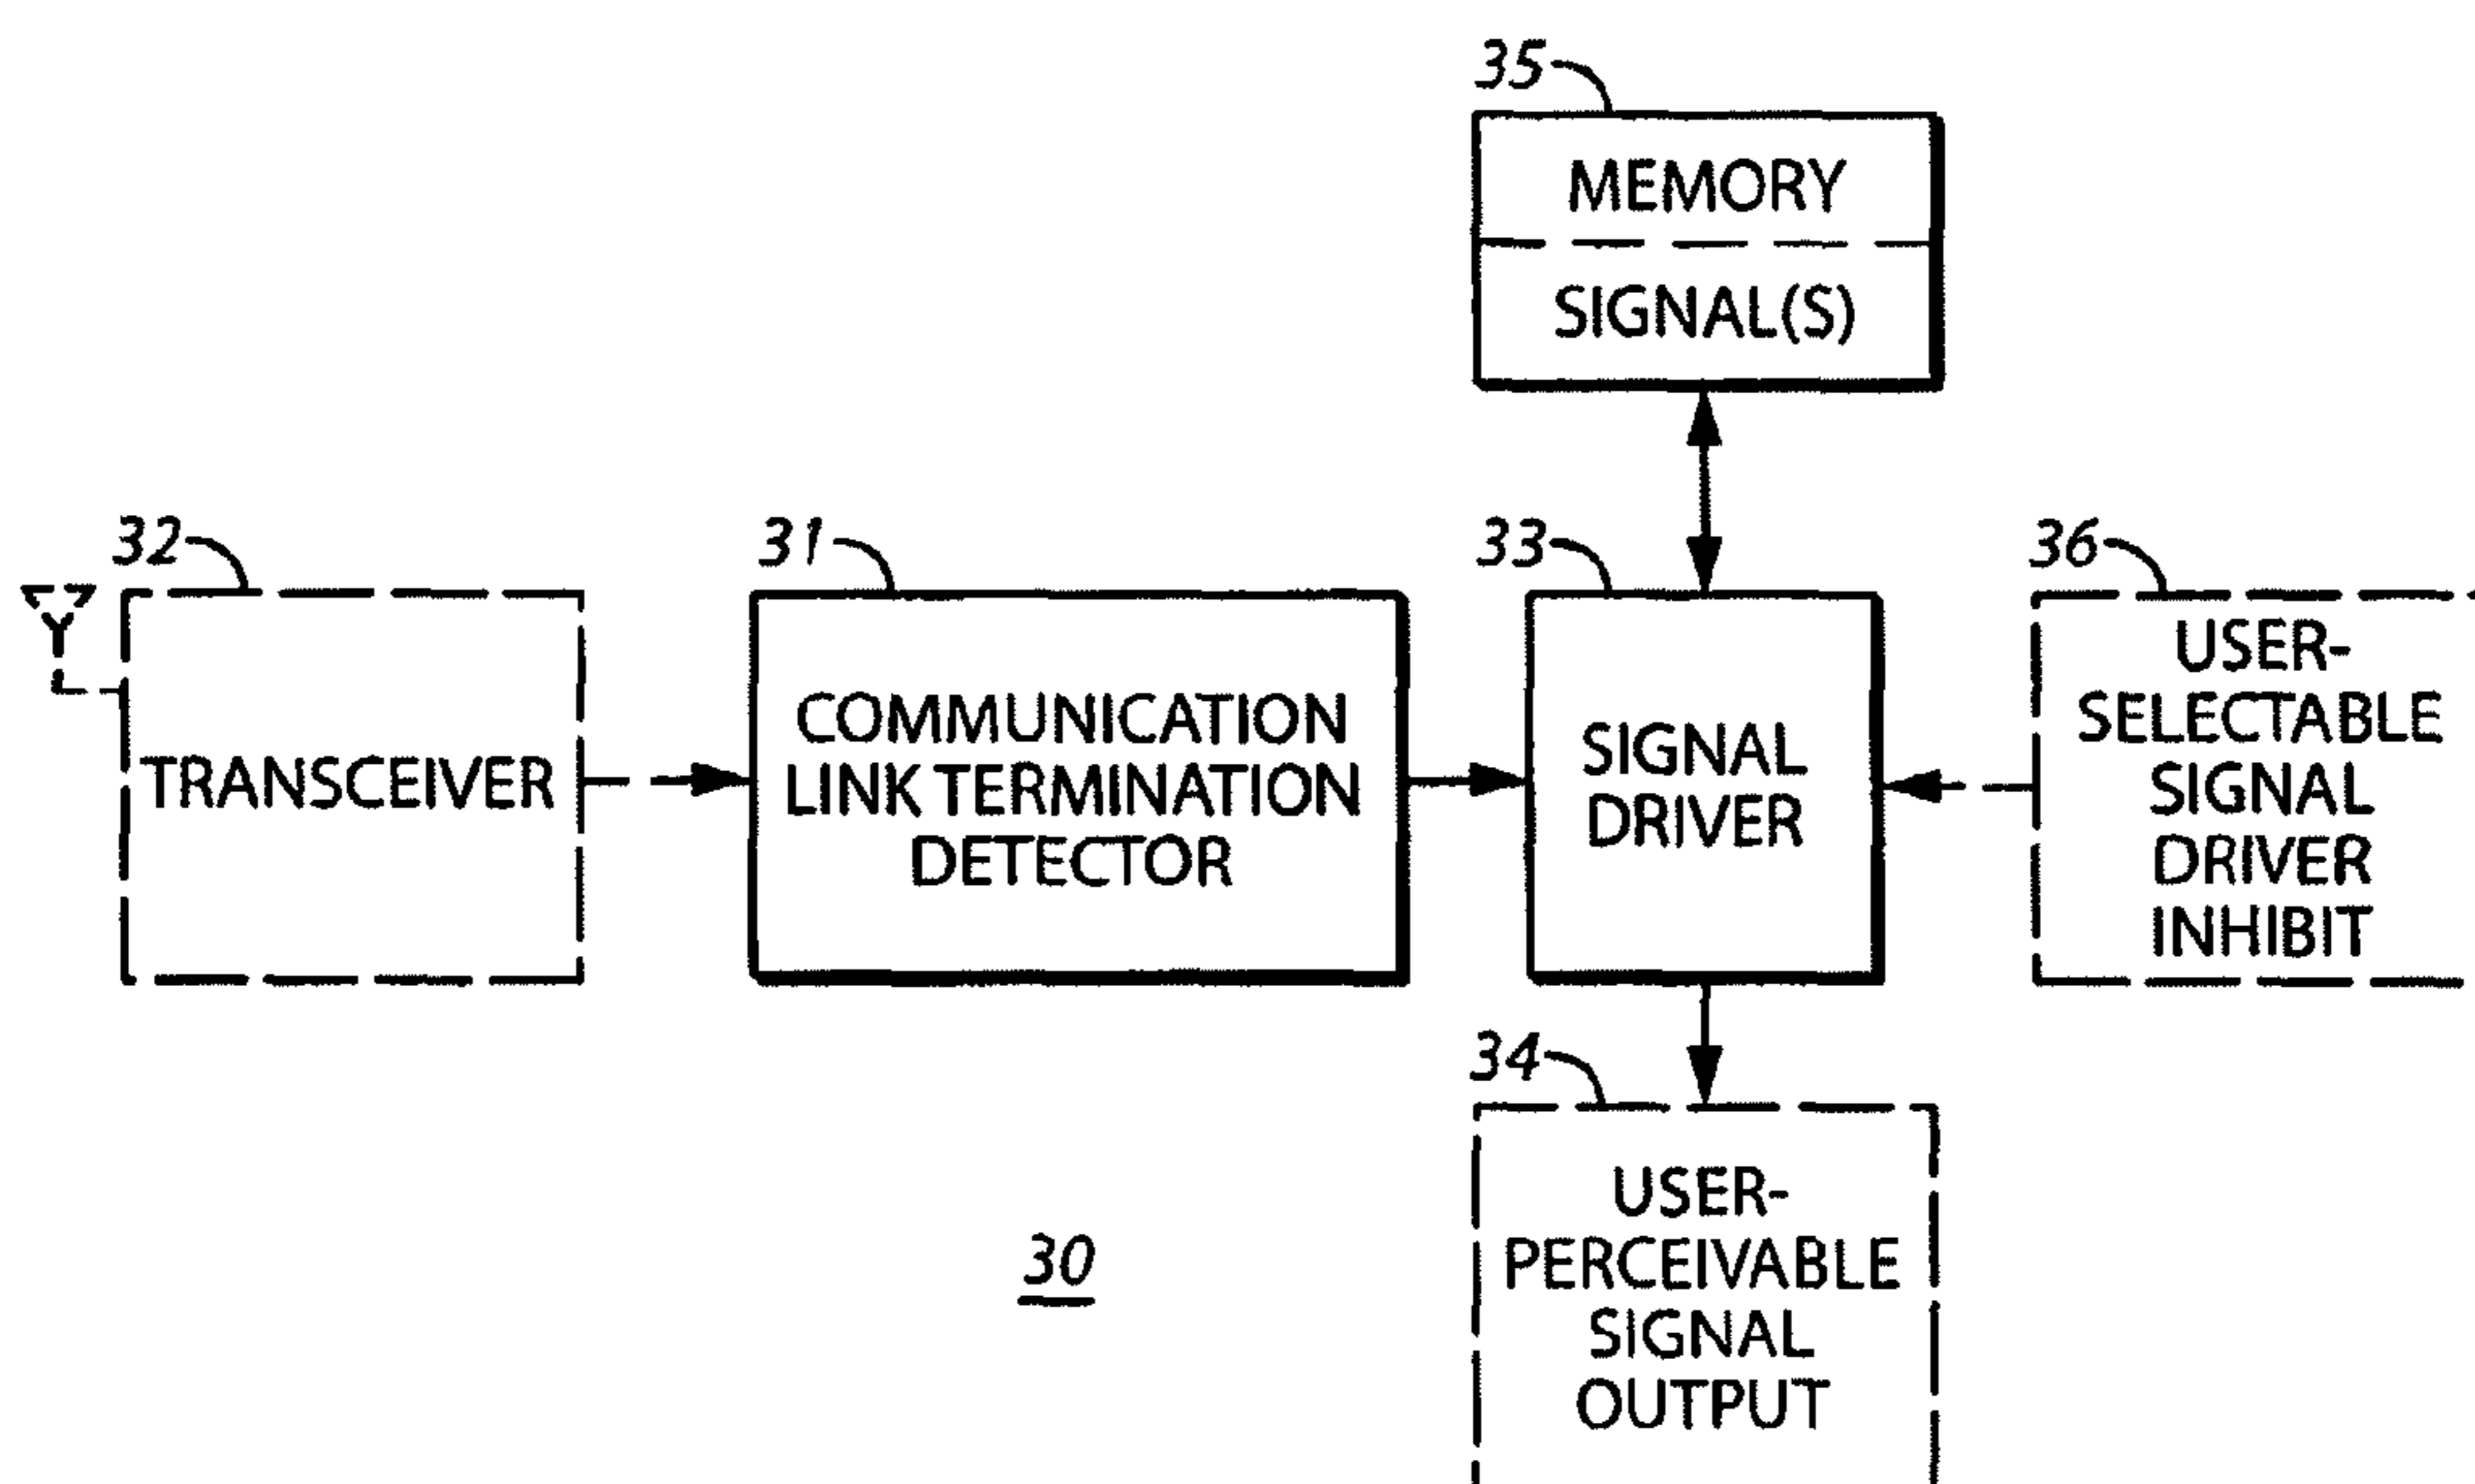 35
MEMORY
SIGNAL(S)
32
TRANSCEIVER
31
COMMUNICATION
LINK TERMINATION
DETECTOR
33
SIGNAL
DRIVER
36
USER-
SELECTABLE
SIGNAL
DRIVER
INHIBIT
34
USER-
PERCEIVABLE
SIGNAL
OUTPUT
30